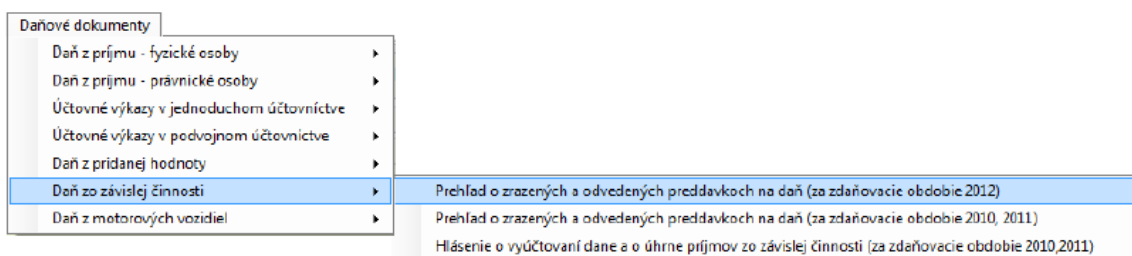 Daňové dokumenty
Daň z príjmu - fyzické osoby
Daň z príjmu - právnické osoby
Účtovné výkazy v jednoduchom účtovníctve
Účtovné výkazy v podvojnom účtovníctve
Daň z pridanej hodnoty
Daň zo závislej činnosti
Prehľad o zrazených a odvedených preddavkoch na daň (za zdaňovacie obdobie 2012)
Daň z motorových vozidiel
Prehľad o zrazených a odvedených preddavkoch na daň (za zdaňovacie obdobie 2010, 2011)
Hlásenie o vyúčtovaní dane a o úhrne príjmov zo závislej činnosti (za zdaňovacie obdobie 2010,2011)